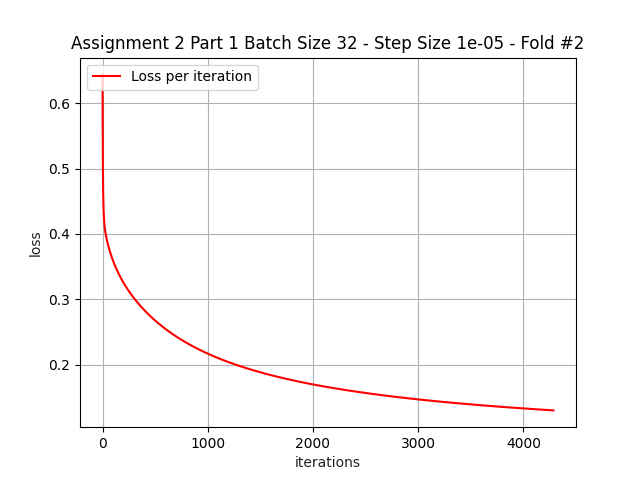 Assignment 2 Part 1 Batch Size 32 - Step Size 1e-05 - Fold #2
Loss per iteration
0.6
0.5
0.4
0.3
0.2
loss
0
1000
2000
3000
4000
iterations